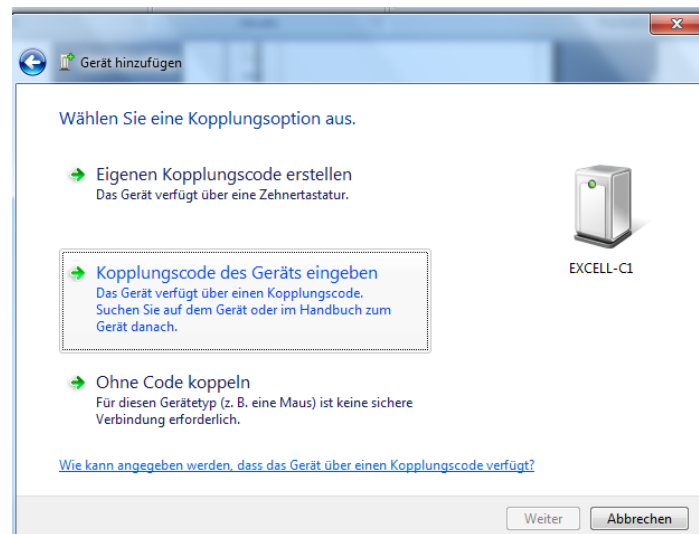 Gerät hinzufügen
Wählen Sie eine Kopplungsoption aus.
Eigenen Kopplungscode erstellen
Das Gerät verfügt über eine Zehnertastatur.
Kopplungscode des Geräts eingeben
Das Gerät verfügt über einen Kopplungscode.
Suchen Sie auf dem Gerät oder im Handbuch zum
Gerät danach.
EXCELL-C1
Ohne Code koppeln
Für diesen Gerätetyp (z. B. eine Maus) ist keine sichere
Verbindung erforderlich.
Wie kann angegeben werden, dass das Gerät über einen Kopplungscode verfügt?
Weiter
Abbrechen